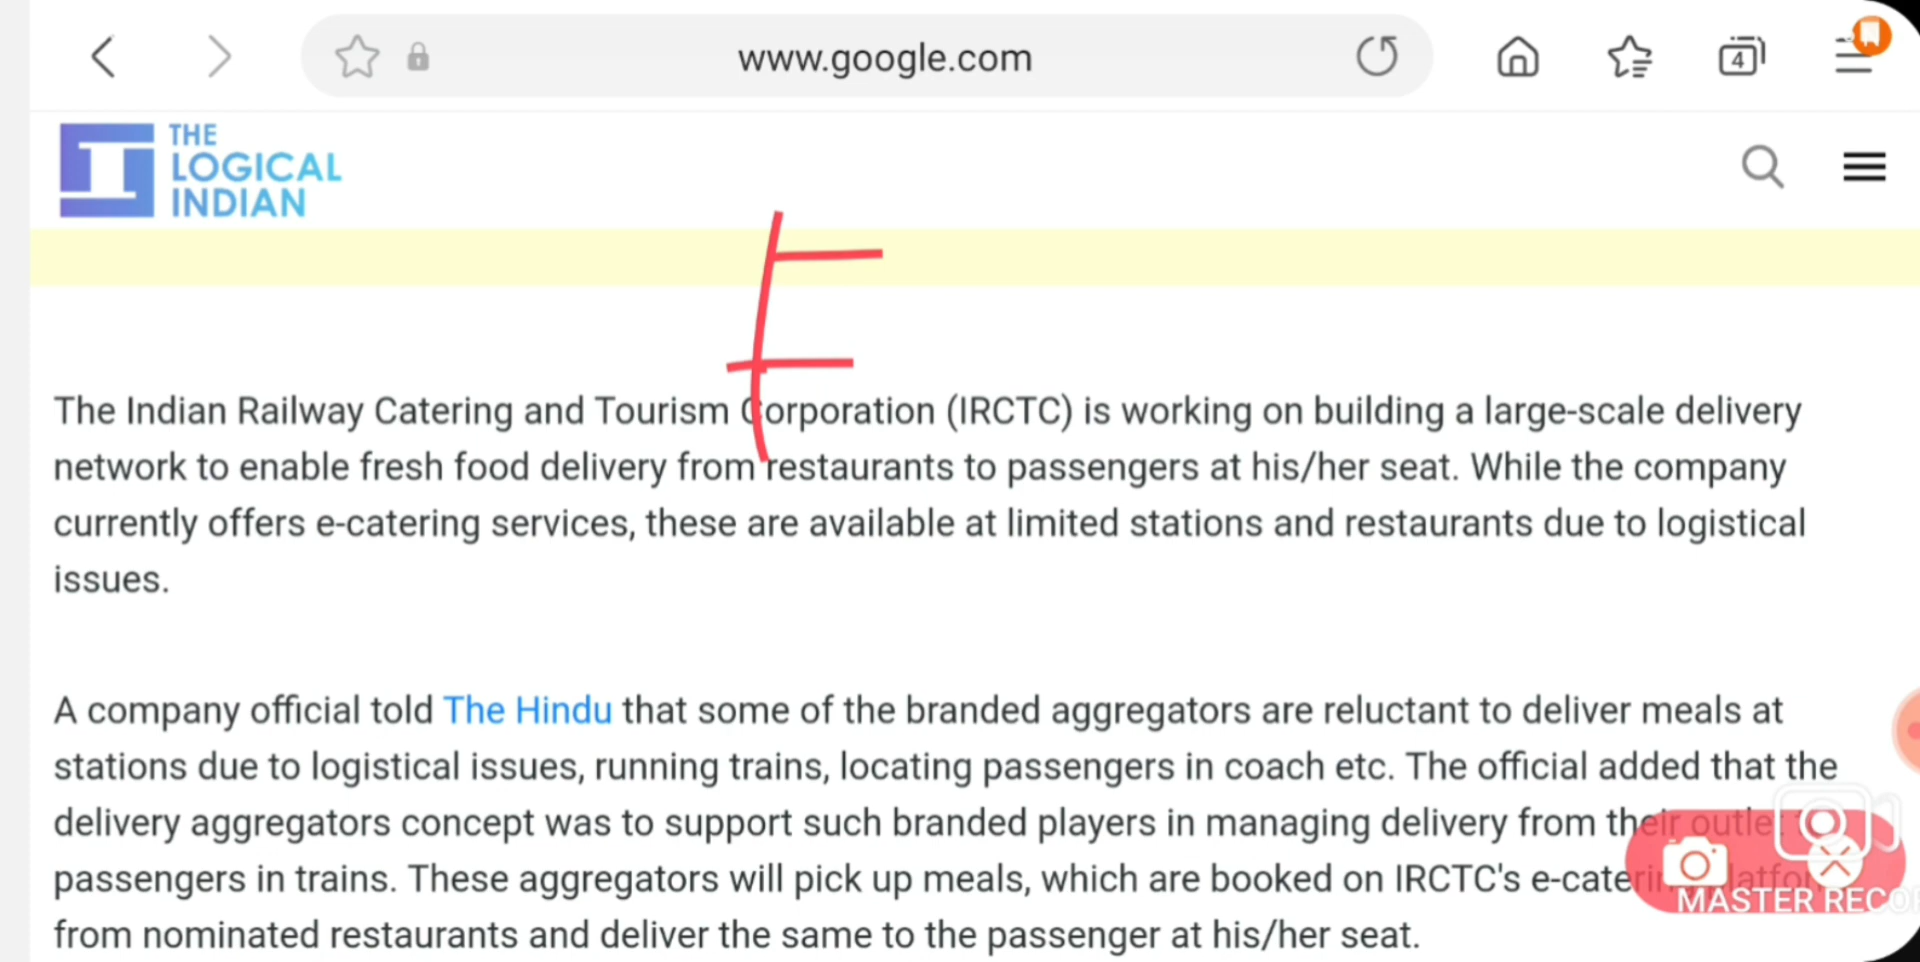 www.google.com
4
THE
LOGICAL
INDIAN
E
The Indian Railway Catering and Tourism Corporation (IRCTC) is working on building a large-scale delivery
network to enable fresh food delivery from restaurants to passengers at his/her seat. While the company
currently offers e-catering services, these are available at limited stations and restaurants due to logistical
issues.
A company official told The Hindu that some of the branded aggregators are reluctant to deliver meals at
stations due to logistical issues, running trains, locating passengers in coach etc. The official added that the
delivery aggregators concept was to support such branded players in managing delivery from their outlet
passengers in trains. These aggregators will pick up meals, which are booked on IRCTC's e-catering
from nominated restaurants and deliver the same to the passenger at his/her seat.
MASTER RECO